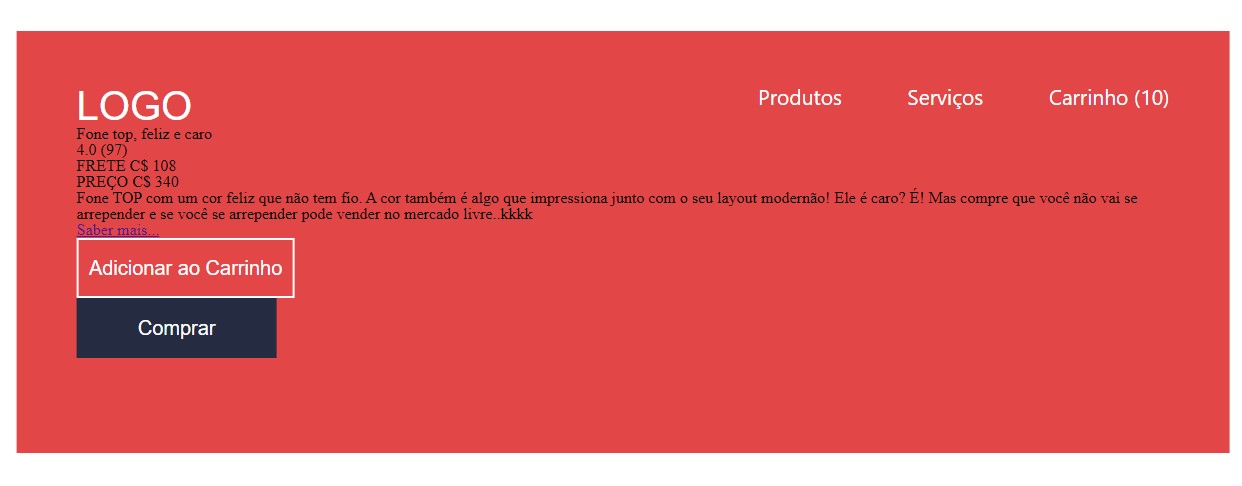 LOGO
Produtos Serviços Carrinho (10)
Fone top, feliz e caro
4.0 (97)
FRETE C$ 108
PREÇO C$ 340
Fone TOP com um cor feliz que não tem fio. A cor também é algo que impressiona junto com o seu layout modernão! Ele é caro? É! Mas compre que você não vai se
arrepender e se você se arrepender pode vender no mercado livre..kkkk
Saber mais...
Adicionar ao Carrinho
Comprar